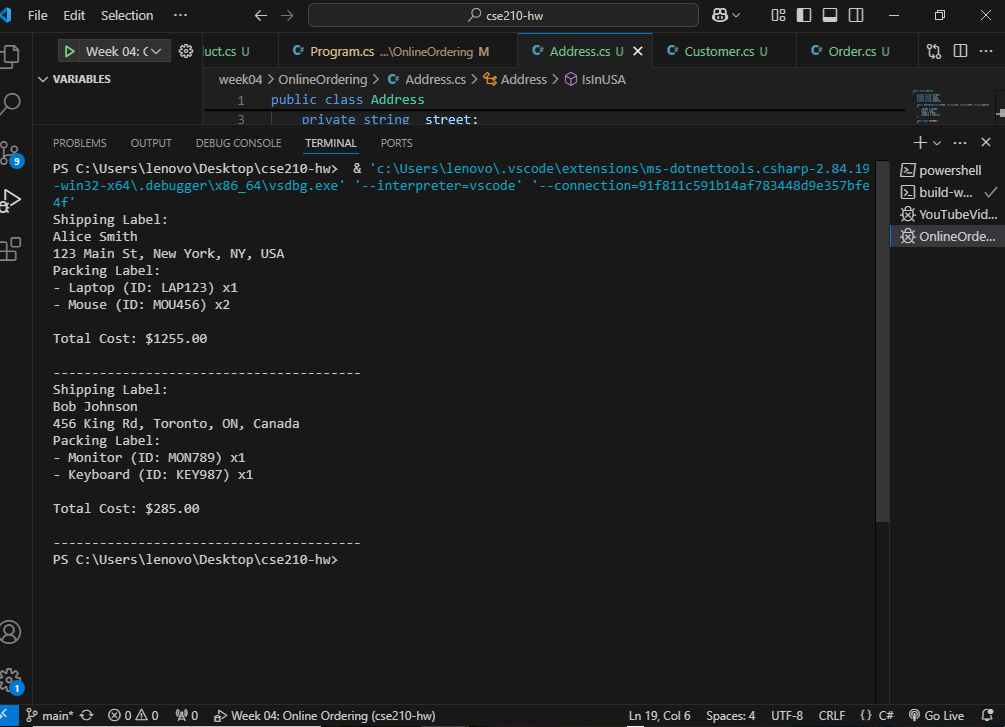 File Edit Selection ··· cse210-hw
Week 04: uct.cs U Program.cs ...\OnlineOrdering M Address.cs U Customer.cs U Order.cs U
VARIABLES
week04 > OnlineOrdering > Address.cs > Address > IsInUSA
1 public class Address
3 private string _street;
PROBLEMS OUTPUT DEBUG CONSOLE TERMINAL PORTS
PS C:\Users\lenovo\Desktop\cse210-hw> & 'c:\Users\lenovo\.vscode\extensions\ms-dotnettools.csharp-2.84.19
-win32-x64\.debugger\x86_64\vsdbg.exe' '--interpreter=vscode' '--connection=91f811c591b14af783448d9e357bfe
4f'
Shipping Label:
Alice Smith
123 Main St, New York, NY, USA
Packing Label:
- Laptop (ID: LAP123) x1
- Mouse (ID: MOU456) x2
Total Cost: $1255.00
----------------------------------------
Shipping Label:
Bob Johnson
456 King Rd, Toronto, ON, Canada
Packing Label:
- Monitor (ID: MON789) x1
- Keyboard (ID: KEY987) x1
Total Cost: $285.00
----------------------------------------
PS C:\Users\lenovo\Desktop\cse210-hw>
powershell
build-w...
YouTubeVid...
OnlineOrde...
9
1
main* 0 0 0 Week 04: Online Ordering (cse210-hw) Ln 19, Col 6 Spaces: 4 UTF-8 CRLF {} C# Go Live